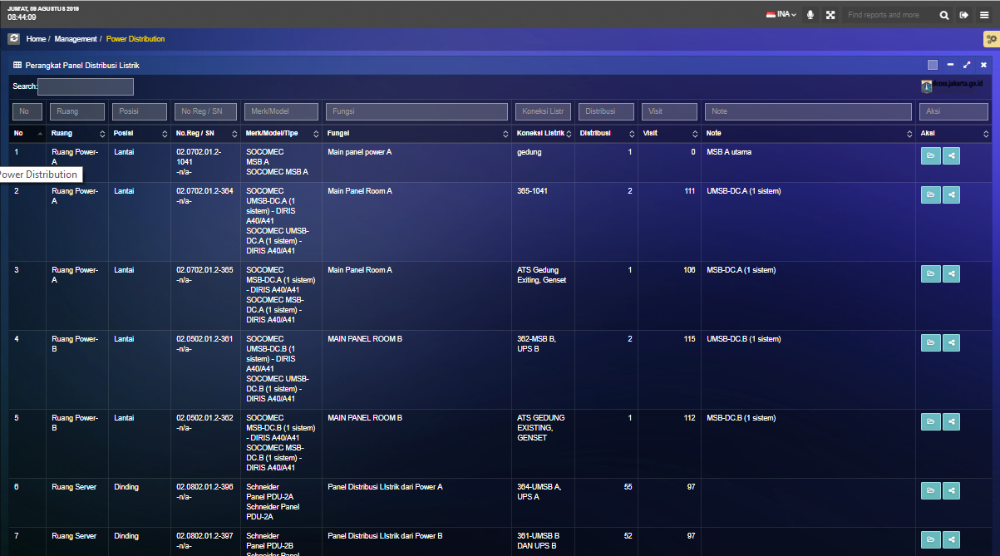 JUM'AT, 09 AGUSTUS 2019
08:44:09
INA
Find reports and more
Home / Management / Power Distribution
Perangkat Panel Distribusi Listrik
Search:
dcoss.jakarta.go.id
No Ruang Posisi No Reg / SN Merk/Model Fungsi Koneksi Listr Distribusi Visit Note Aksi
No Ruang Posisi No.Reg / SN Merk/Model/Tipe Fungsi Koneksi Listrik Distribusi Visit Note Aksi
1 Ruang Power- Lantai 02.0702.01.2- SOCOMEC Main panel power A gedung 1 0 MSB A utama
A 1041 MSB A
-n/a- SOCOMEC MSB A
Power Distribution
2 Ruang Power- Lantai 02.0702.01.2-364 SOCOMEC Main Panel Room A 365-1041 2 111 UMSB-DC.A (1 sistem)
A -n/a- UMSB-DC.A (1
sistem) - DIRIS
A40/A41
SOCOMEC UMSB-
DC.A (1 sistem) -
DIRIS A40/A41
3 Ruang Power- Lantai 02.0702.01.2-365 SOCOMEC Main Panel Room A ATS Gedung 1 106 MSB-DC.A (1 sistem)
A -n/a- MSB-DC.A (1 sistem) Exiting, Genset
- DIRIS A40/A41
SOCOMEC MSB-
DC.A (1 sistem) -
DIRIS A40/A41
4 Ruang Power- Lantai 02.0502.01.2-361 SOCOMEC MAIN PANEL ROOM B 362-MSB B, 2 115 UMSB-DC.B (1 sistem)
B -n/a- UMSB-DC.B (1 UPS B
sistem) - DIRIS
A40/A41
SOCOMEC UMSB-
DC.B (1 sistem) -
DIRIS A40/A41
5 Ruang Power- Lantai 02.0502.01.2-362 SOCOMEC MAIN PANEL ROOM B ATS GEDUNG 1 112 MSB-DC.B (1 sistem)
B -n/a- MSB-DC.B (1 sistem) EXISTING,
- DIRIS A40/A41 GENSET
SOCOMEC MSB-
DC.B (1 sistem) -
DIRIS A40/A41
6 Ruang Server Dinding 02.0802.01.2-396 Schneider Panel Distribusi LIstrik dari Power A 364-UMSB A, 55 97
-n/a- Panel PDU-2A UPS A
Schneider Panel
PDU-2A
7 Ruang Server Dinding 02.0802.01.2-397 Schneider Panel Distribusi LIstrik dari Power B 361-UMSB B 52 97
-n/a- Panel PDU-2B DAN UPS B
Schneider Panel